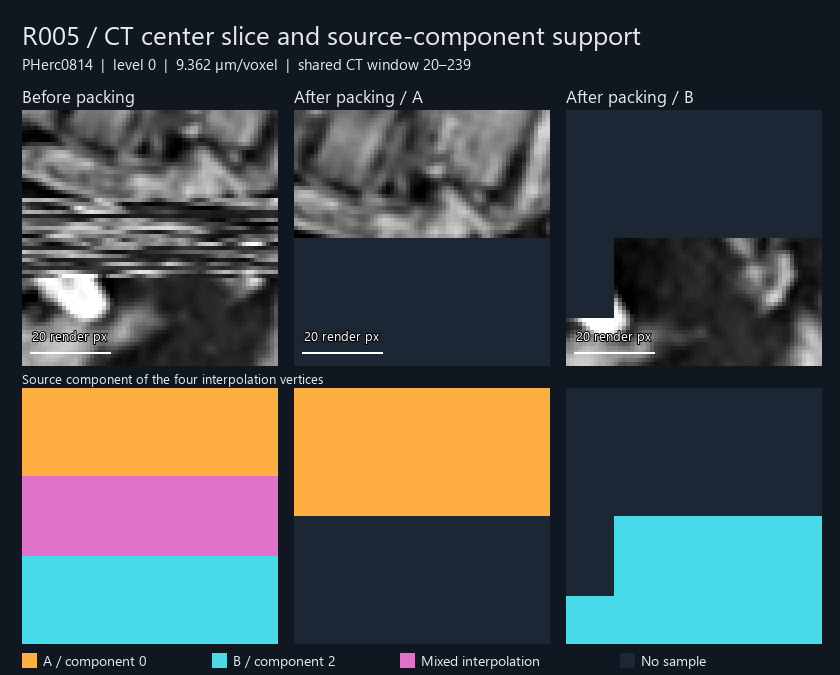 R005 / CT center slice and source-component support
PHerc0814 | level 0 | 9.362 µm/voxel | shared CT window 20–239
Before packing
After packing / A
After packing / B
20 render px
20 render px
20 render px
Source component of the four interpolation vertices
A / component 0
B / component 2
Mixed interpolation
No sample